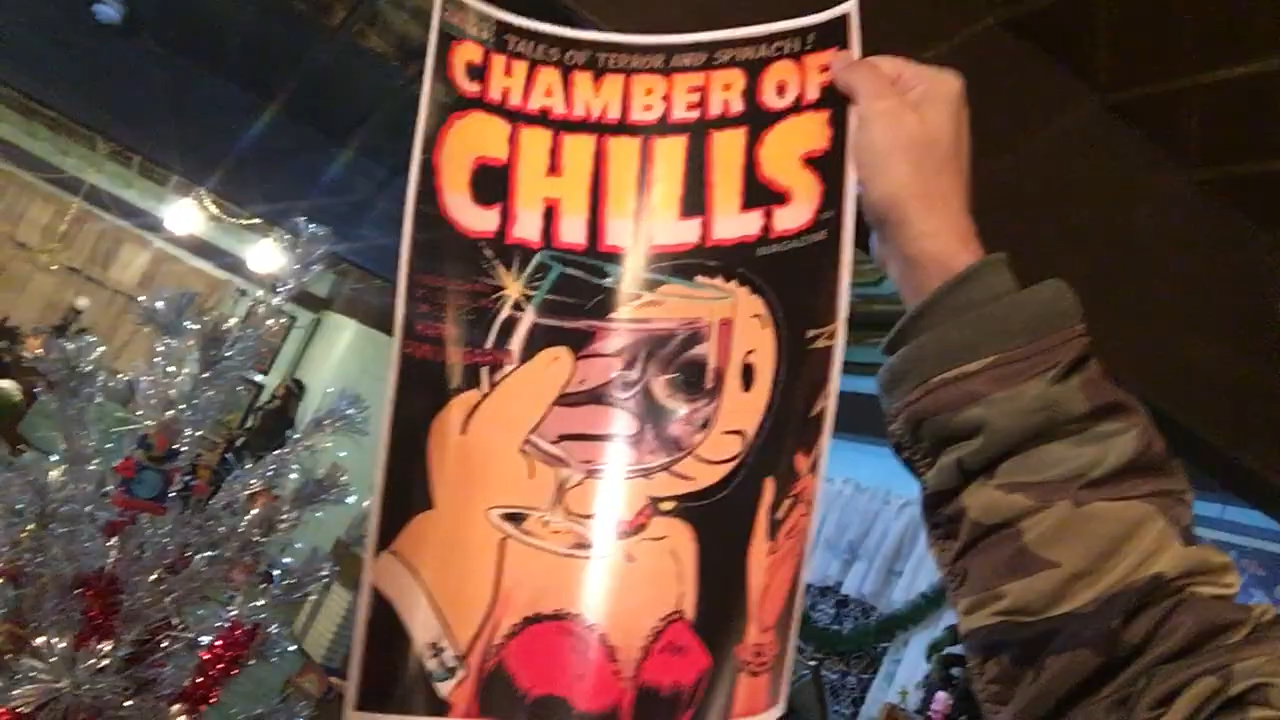 TALES OF TERROR AND SPINACH!
CHAMBER OF
CHILLS
MAGAZINE